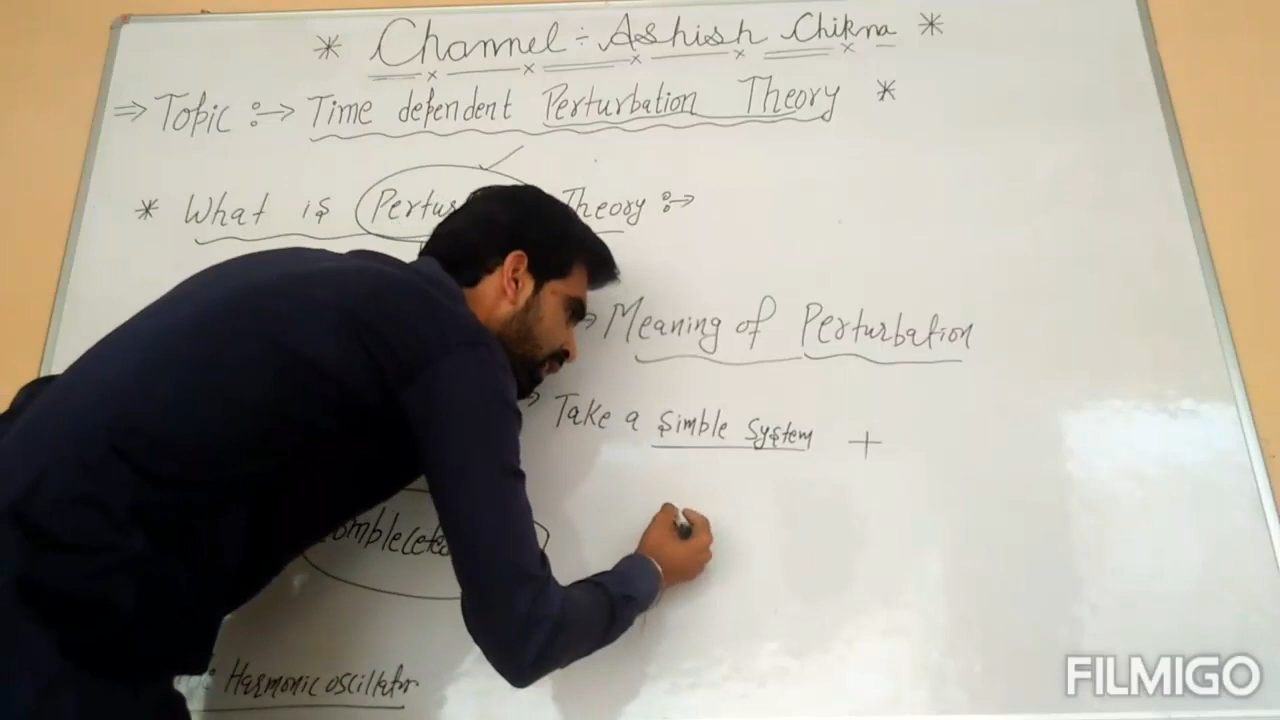 * Channel :- Ashish Chikna *
⇒ Topic :→ Time dependent Perturbation Theory *
* What is Theory :→
→ Meaning of Perturbation
→ Take a Simble System +
Harmonic oscillator
FILMIGO